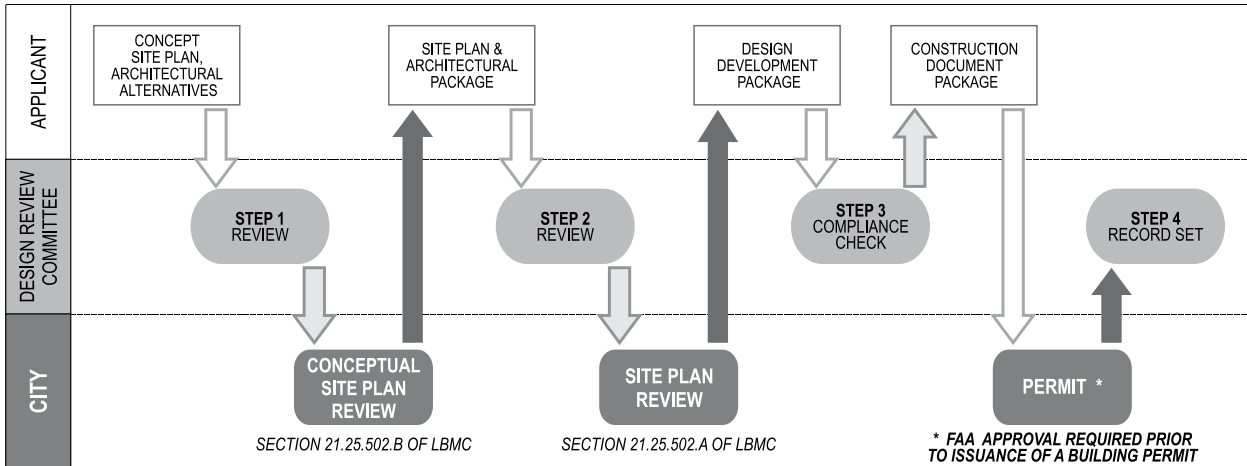 APPLICANT
CONCEPT
SITE PLAN,
ARCHITECTURAL
ALTERNATIVES
SITE PLAN &
ARCHITECTURAL
PACKAGE
DESIGN
DEVELOPMENT
PACKAGE
CONSTRUCTION
DOCUMENT
PACKAGE
DESIGN REVIEW
COMMITTEE
STEP 1
REVIEW
STEP 2
REVIEW
STEP 3
COMPLIANCE
CHECK
STEP 4
RECORD SET
CITY
CONCEPTUAL
SITE PLAN
REVIEW
SECTION 21.25.502.B OF LBMC
SITE PLAN
REVIEW
SECTION 21.25.502.A OF LBMC
PERMIT *
* FAA APPROVAL REQUIRED PRIOR
TO ISSUANCE OF A BUILDING PERMIT